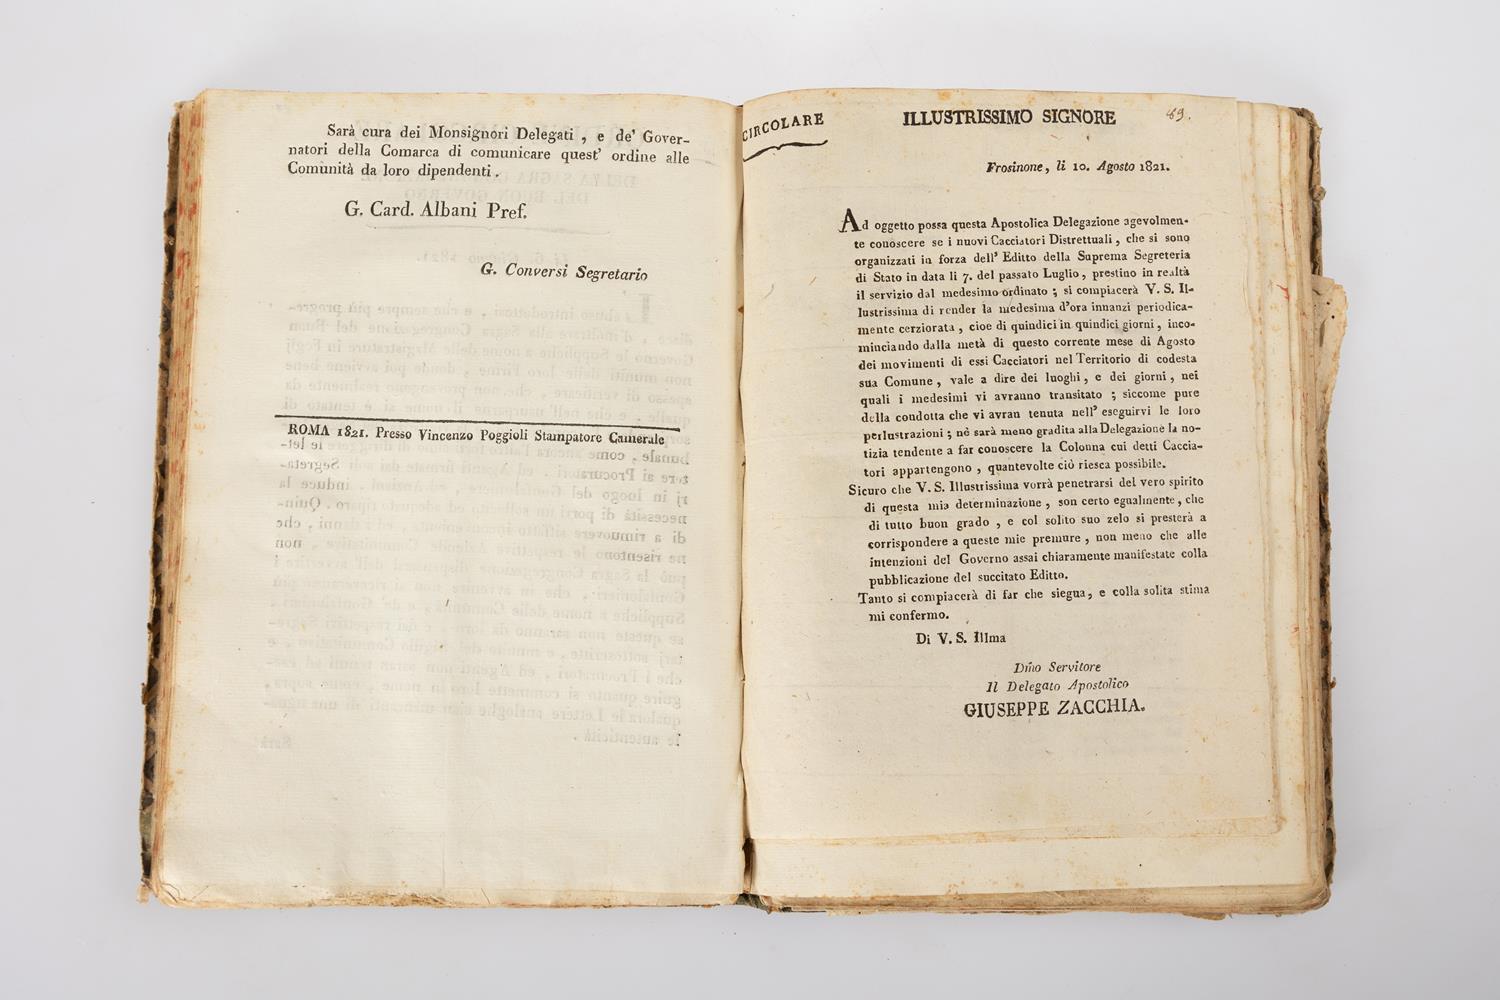 Sarà cura dei Monsignori Delegati , e de' Gover-
natori della Comarca di comunicare quest' ordine alle
Comunità da loro dipendenti .
G. Card. Albani Pref.
G. Conversi Segretario
ROMA 1821. Presso Vincenzo Poggioli Stampatore Camerale
CIRCOLARE
ILLUSTRISSIMO SIGNORE
89.
Frosinone, li 10. Agosto 1821.
Ad oggetto possa questa Apostolica Delegazione agevolmen-
te conoscere se i nuovi Cacciatori Distrettuali , che si sono
organizzati in forza dell' Editto della Suprema Segreteria
di Stato in data li 7. del passato Luglio , prestino in realtà
il servizio dal medesimo ordinato ; si compiacerà V. S. Il-
lustrissima di render la medesima d'ora innanzi periodica-
mente cerziorata , cioe di quindici in quindici giorni , inco-
minciando dalla metà di questo corrente mese di Agosto
dei movimenti di essi Cacciatori nel Territorio di codesta
sua Comune , vale a dire dei luoghi , e dei giorni , nei
quali i medesimi vi avranno transitato ; siccome pure
della condotta che vi avran tenuta nell' eseguirvi le loro
perlustrazioni ; nè sarà meno gradita alla Delegazione la no-
tizia tendente a far conoscere la Colonna cui detti Caccia-
tori appartengono , quantevolte ciò riesca possibile.
Sicuro che V. S. Illustrissima vorrà penetrarsi del vero spirito
di questa mia determinazione , son certo egualmente , che
di tutto buon grado , e col solito suo zelo si presterà a
corrispondere a queste mie premure , non meno che alle
intenzioni del Governo assai chiaramente manifestate colla
pubblicazione del succitato Editto.
Tanto si compiacerà di far che siegua, e colla solita stima
mi confermo.
Di V. S. Illma
Dmo Servitore
Il Delegato Apostolico
GIUSEPPE ZACCHIA.